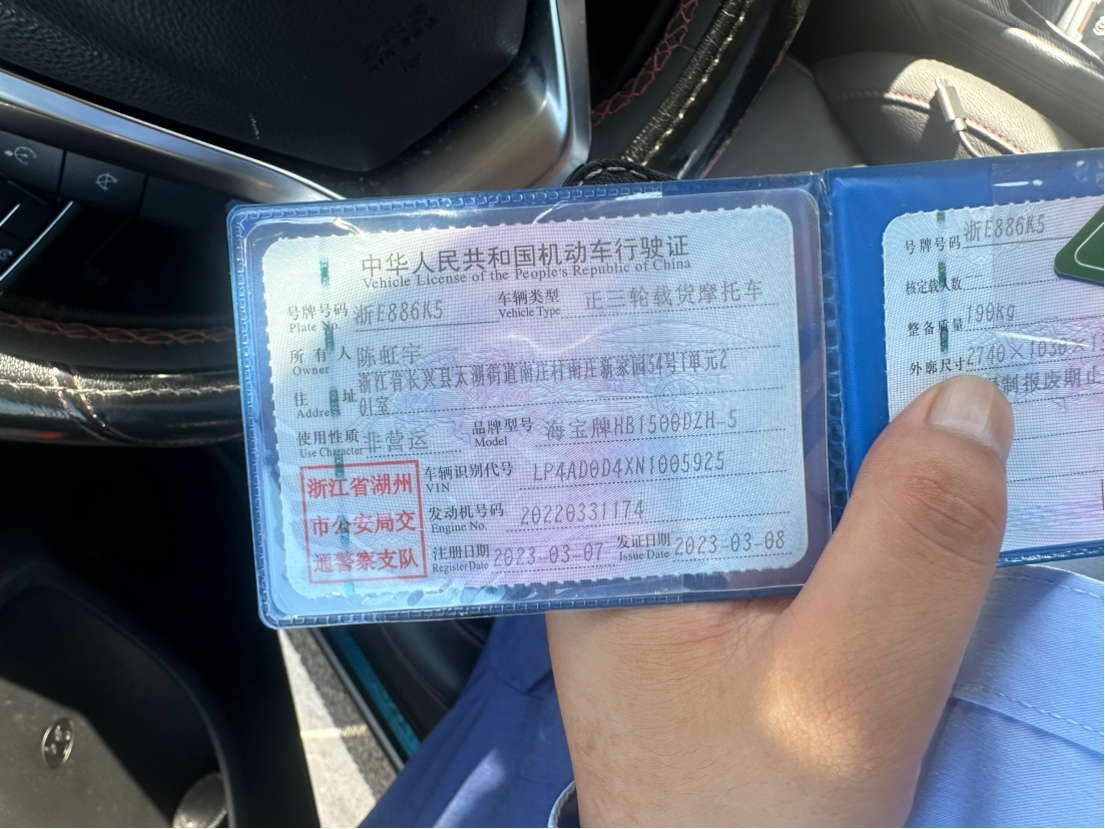 中华人民共和国机动车行驶证
Vehicle License of the People's Republic of China
号牌号码 浙E886K5 车辆类型 正三轮载货摩托车
Plate No. Vehicle Type
所有人 陈虹宇
Owner
住址 浙江省长兴县太湖街道南庄村南庄新家园54号1单元2
Address 01室
使用性质 非营运 品牌型号 海宝牌HB1500DZH-5
Use Character Model
浙江省湖州
市公安局交
通警察支队
车辆识别代号 LP4AD0D4XN1005925
VIN
发动机号码 20220331174
Engine No.
注册日期 2023-03-07 发证日期 2023-03-08
Register Date Issue Date
号牌号码 浙E886K5
核定载人数 --
整备质量 190kg
外廓尺寸 2740×1030×
制报废期止